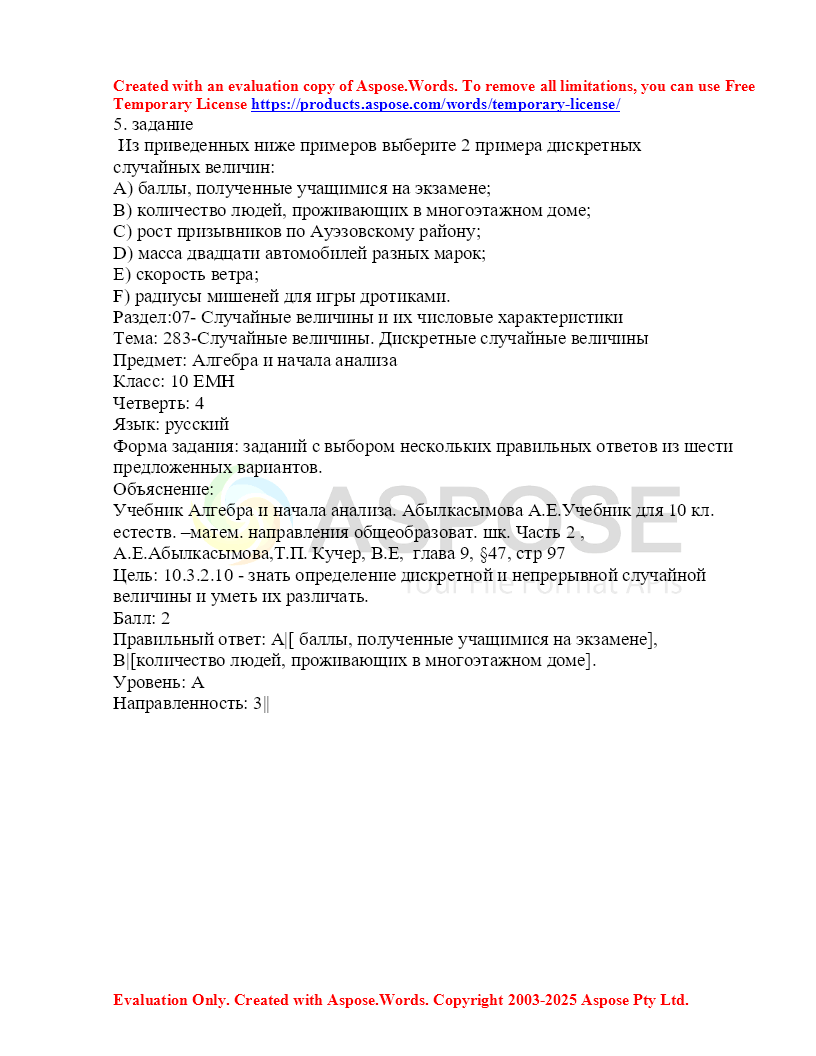 Created with an evaluation copy of Aspose.Words. To remove all limitations, you can use Free
Temporary License https://products.aspose.com/words/temporary-license/
5. задание
Из приведенных ниже примеров выберите 2 примера дискретных
случайных величин:
A) баллы, полученные учащимися на экзамене;
B) количество людей, проживающих в многоэтажном доме;
C) рост призывников по Ауэзовскому району;
D) масса двадцати автомобилей разных марок;
E) скорость ветра;
F) радиусы мишеней для игры дротиками.
Раздел:07- Случайные величины и их числовые характеристики
Тема: 283-Случайные величины. Дискретные случайные величины
Предмет: Алгебра и начала анализа
Класс: 10 ЕМН
Четверть: 4
Язык: русский
Форма задания: заданий с выбором нескольких правильных ответов из шести
предложенных вариантов.
Объяснение:
Учебник Алгебра и начала анализа. Абылкасымова А.Е.Учебник для 10 кл.
естеств. –матем. направления общеобразоват. шк. Часть 2 ,
А.Е.Абылкасымова,Т.П. Кучер, В.Е, глава 9, §47, стр 97
Цель: 10.3.2.10 - знать определение дискретной и непрерывной случайной
величины и уметь их различать.
Балл: 2
Правильный ответ: A|[ баллы, полученные учащимися на экзамене],
B|[количество людей, проживающих в многоэтажном доме].
Уровень: A
Направленность: 3||
ASPOSE
Your File Format APIs
Evaluation Only. Created with Aspose.Words. Copyright 2003-2025 Aspose Pty Ltd.